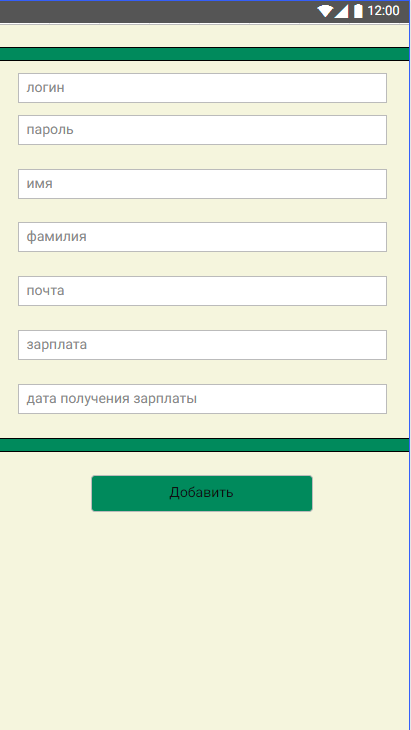 12:00
логин
пароль
имя
фамилия
почта
зарплата
дата получения зарплаты
Добавить